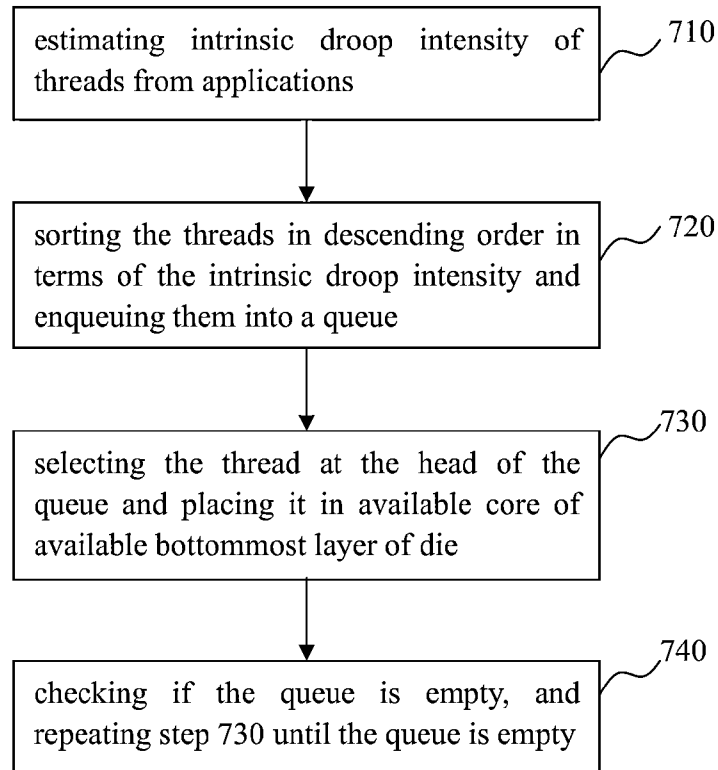 estimating intrinsic droop intensity of
threads from applications
710
sorting the threads in descending order in
terms of the intrinsic droop intensity and
enqueuing them into a queue
720
selecting the thread at the head of the
queue and placing it in available core of
available bottommost layer of die
730
checking if the queue is empty, and
repeating step 730 until the queue is empty
740